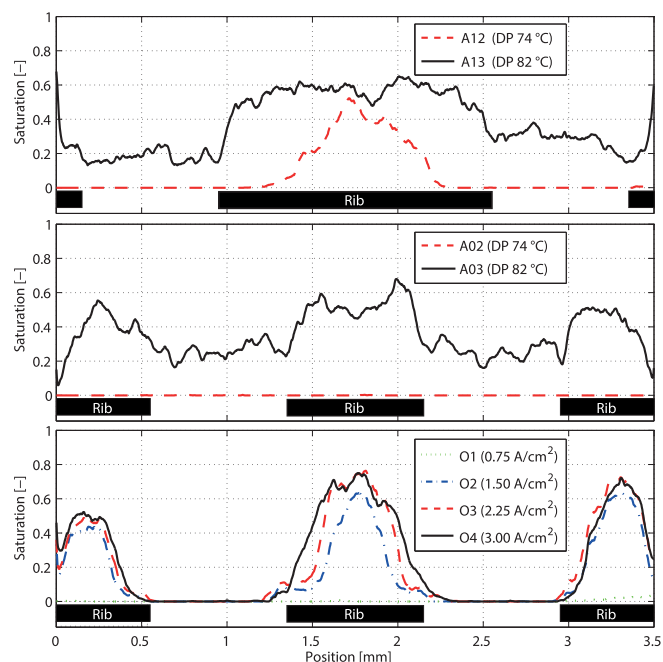 1
0.8
0.6
0.4
0.2
0
Saturation [–]
A12 (DP 74 °C)
A13 (DP 82 °C)
Rib
1
0.8
0.6
0.4
0.2
0
Saturation [–]
A02 (DP 74 °C)
A03 (DP 82 °C)
Rib
Rib
Rib
1
0.8
0.6
0.4
0.2
0
Saturation [–]
O1 (0.75 A/cm²)
O2 (1.50 A/cm²)
O3 (2.25 A/cm²)
O4 (3.00 A/cm²)
Rib
Rib
Rib
0 0.5 1 1.5 2 2.5 3 3.5
Position [mm]